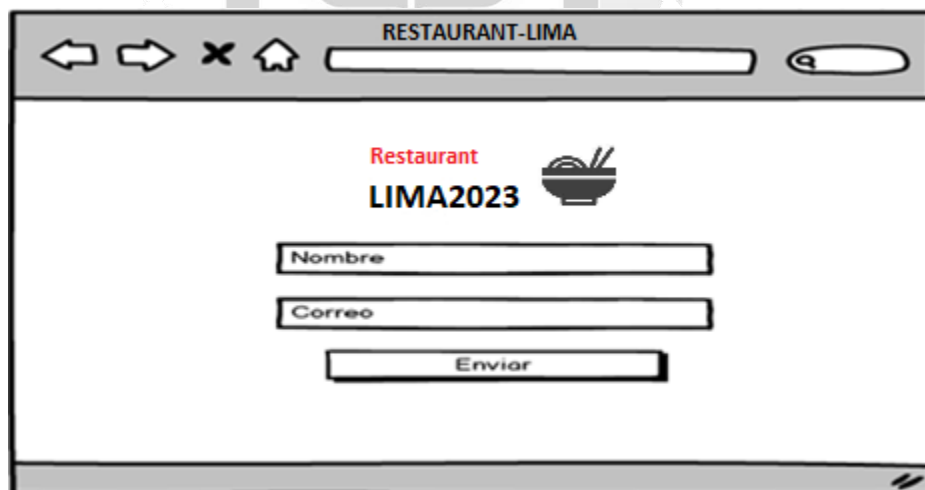 RESTAURANT-LIMA
Restaurant
LIMA2023
Nombre
Correo
Enviar